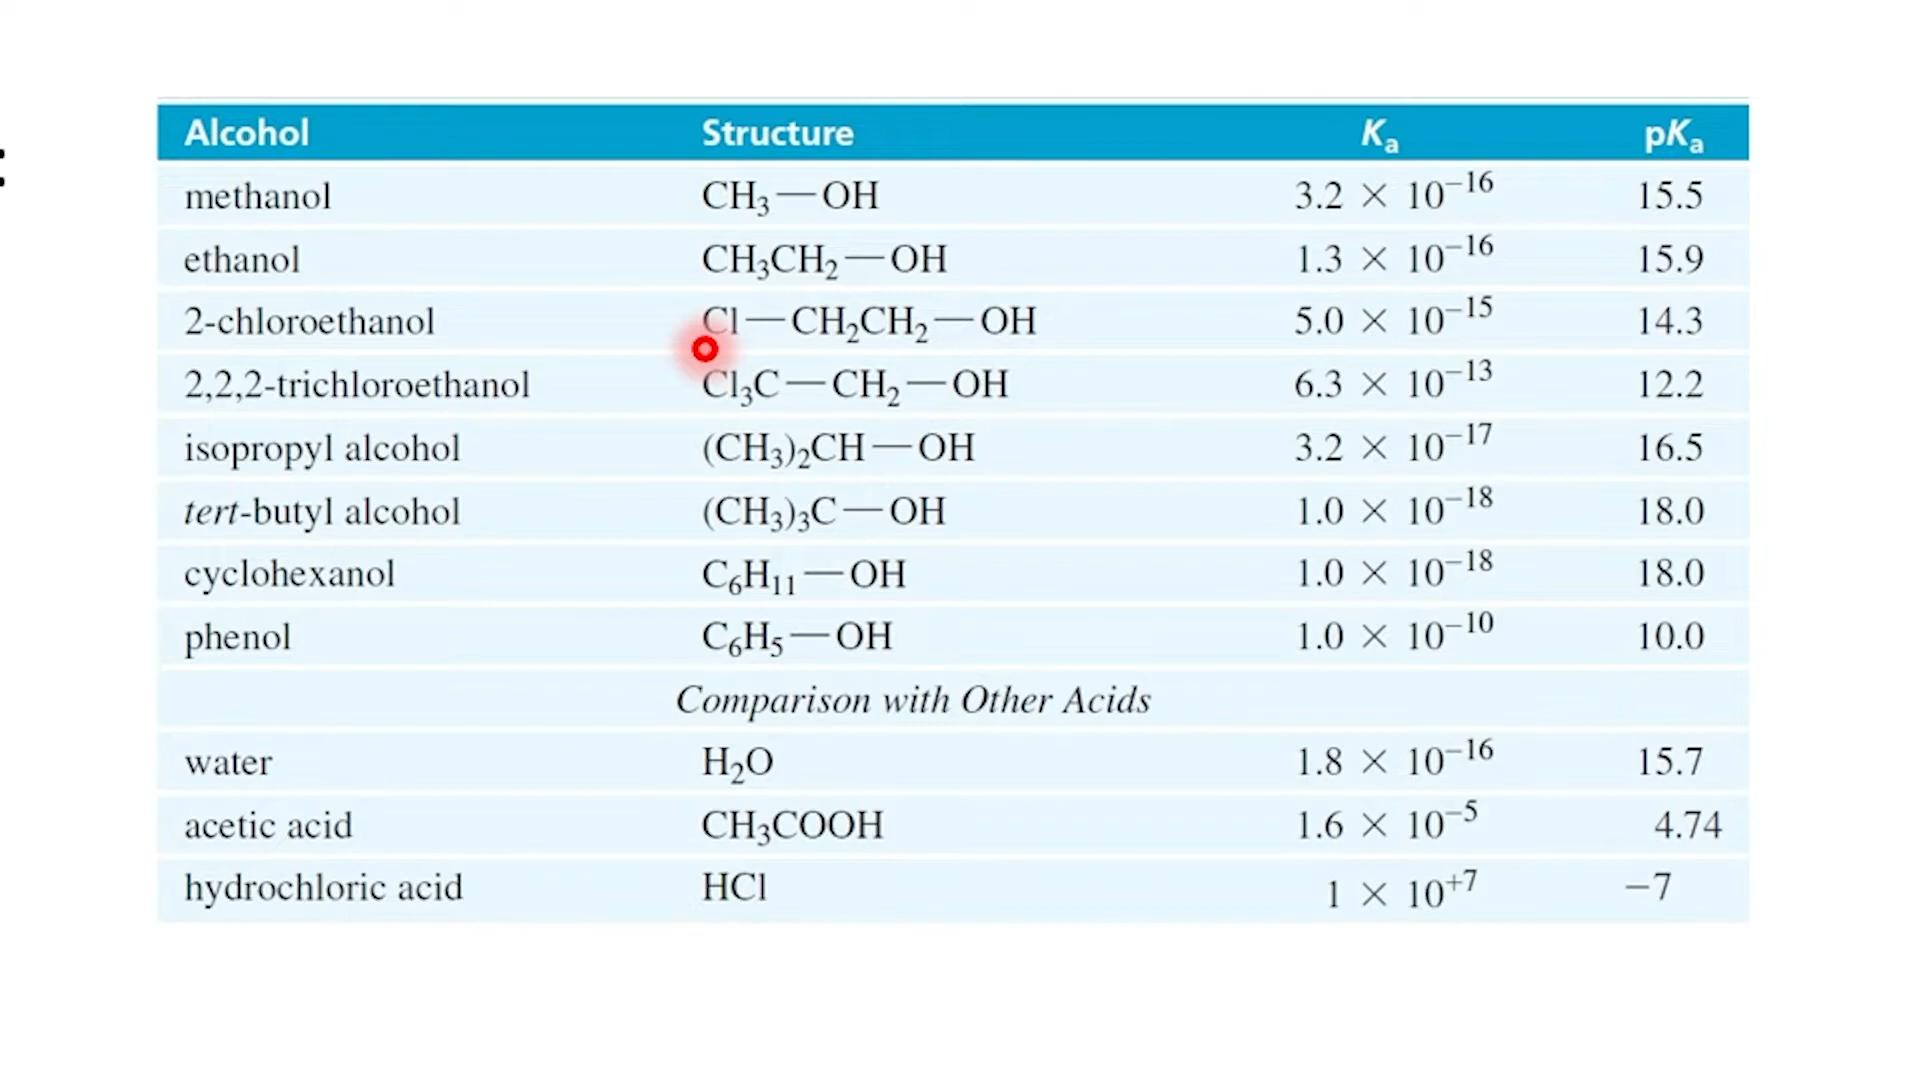 Alcohol Structure Kₐ pKₐ
methanol CH₃—OH 3.2 × 10⁻¹⁶ 15.5
ethanol CH₃CH₂—OH 1.3 × 10⁻¹⁶ 15.9
2-chloroethanol Cl—CH₂CH₂—OH 5.0 × 10⁻¹⁵ 14.3
2,2,2-trichloroethanol Cl₃C—CH₂—OH 6.3 × 10⁻¹³ 12.2
isopropyl alcohol (CH₃)₂CH—OH 3.2 × 10⁻¹⁷ 16.5
tert-butyl alcohol (CH₃)₃C—OH 1.0 × 10⁻¹⁸ 18.0
cyclohexanol C₆H₁₁—OH 1.0 × 10⁻¹⁸ 18.0
phenol C₆H₅—OH 1.0 × 10⁻¹⁰ 10.0
Comparison with Other Acids
water H₂O 1.8 × 10⁻¹⁶ 15.7
acetic acid CH₃COOH 1.6 × 10⁻⁵ 4.74
hydrochloric acid HCl 1 × 10⁺⁷ −7